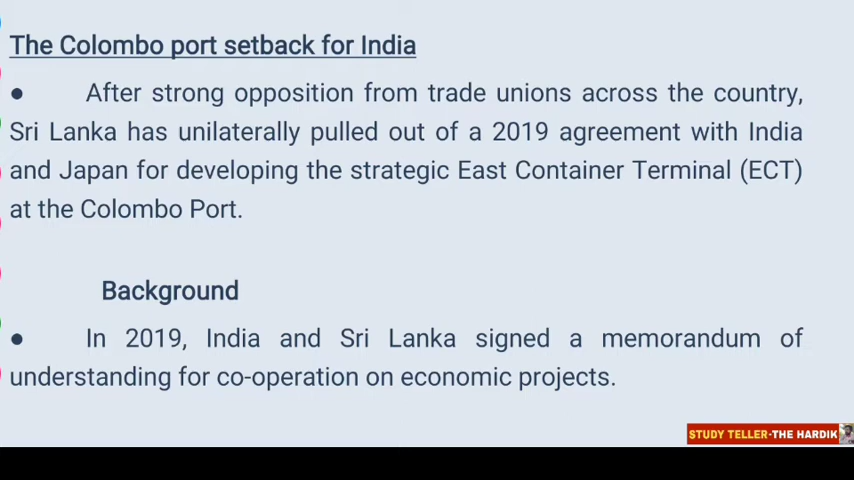 The Colombo port setback for India
● After strong opposition from trade unions across the country,
Sri Lanka has unilaterally pulled out of a 2019 agreement with India
and Japan for developing the strategic East Container Terminal (ECT)
at the Colombo Port.
Background
● In 2019, India and Sri Lanka signed a memorandum of
understanding for co-operation on economic projects.
STUDY TELLER-THE HARDIK